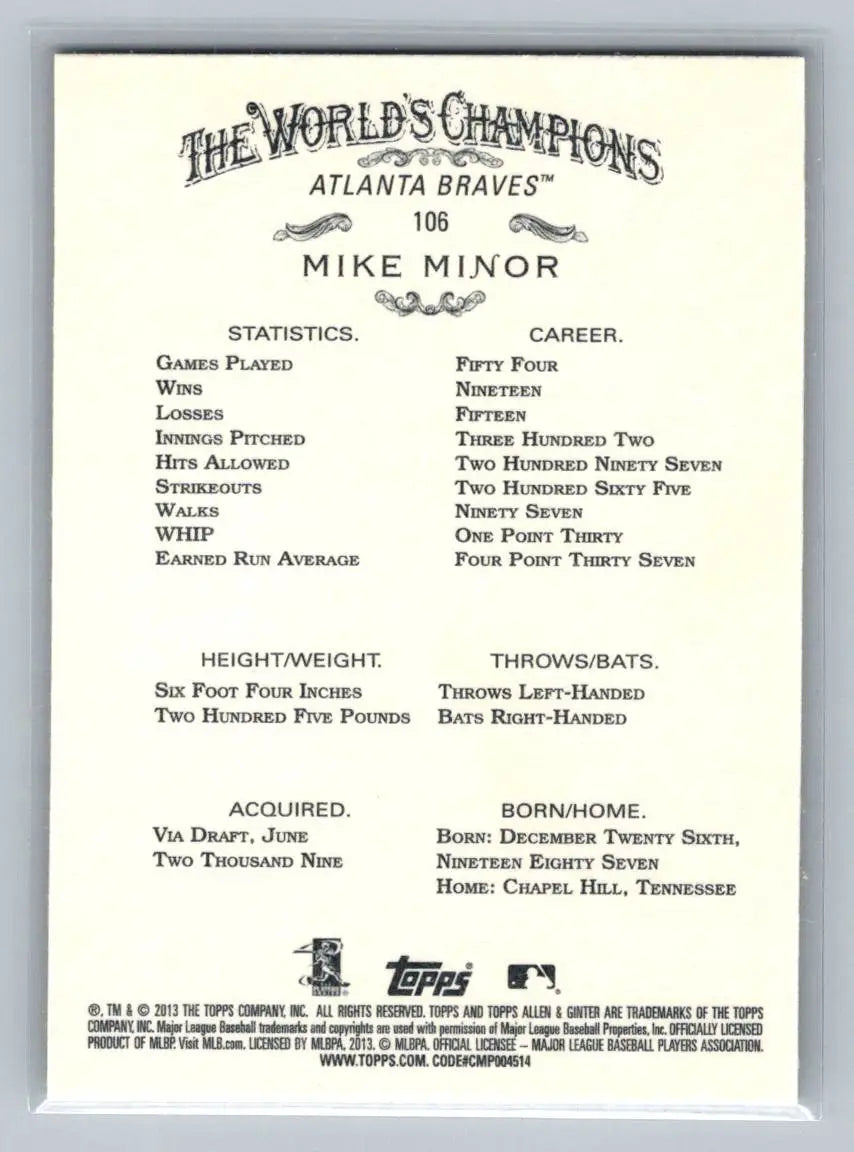 THE WORLD'S CHAMPIONS
ATLANTA BRAVES™
106
MIKE MINOR
STATISTICS. CAREER.
GAMES PLAYED FIFTY FOUR
WINS NINETEEN
LOSSES FIFTEEN
INNINGS PITCHED THREE HUNDRED TWO
HITS ALLOWED TWO HUNDRED NINETY SEVEN
STRIKEOUTS TWO HUNDRED SIXTY FIVE
WALKS NINETY SEVEN
WHIP ONE POINT THIRTY
EARNED RUN AVERAGE FOUR POINT THIRTY SEVEN
HEIGHT/WEIGHT. THROWS/BATS.
SIX FOOT FOUR INCHES THROWS LEFT-HANDED
TWO HUNDRED FIVE POUNDS BATS RIGHT-HANDED
ACQUIRED. BORN/HOME.
VIA DRAFT, JUNE BORN: DECEMBER TWENTY SIXTH,
TWO THOUSAND NINE NINETEEN EIGHTY SEVEN
HOME: CHAPEL HILL, TENNESSEE
Topps®
®, TM & © 2013 THE TOPPS COMPANY, INC. ALL RIGHTS RESERVED. TOPPS AND TOPPS ALLEN & GINTER ARE TRADEMARKS OF THE TOPPS
COMPANY, INC. Major League Baseball trademarks and copyrights are used with permission of Major League Baseball Properties, Inc. OFFICIALLY LICENSED
PRODUCT OF MLBP. Visit MLB.com. LICENSED BY MLBPA, 2013. © MLBPA. OFFICIAL LICENSEE – MAJOR LEAGUE BASEBALL PLAYERS ASSOCIATION.
WWW.TOPPS.COM. CODE#CMP004514